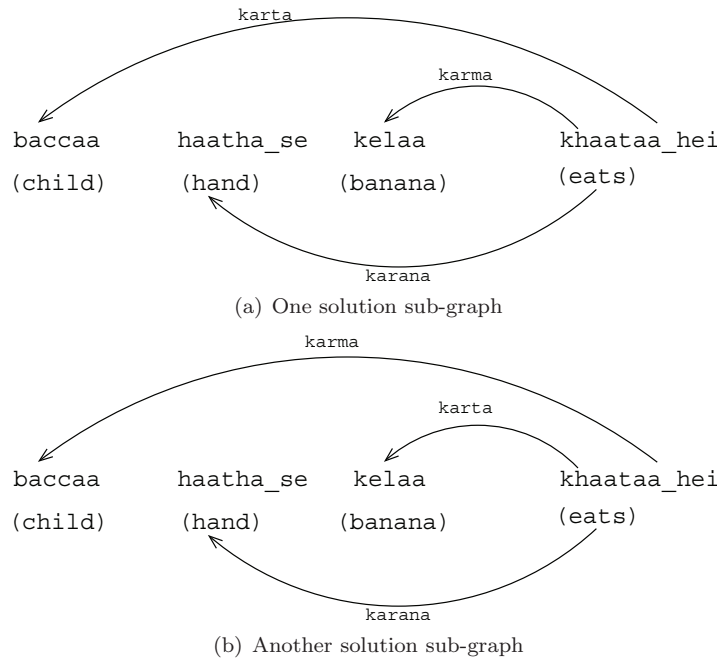 karta
karma
baccaa haatha_se kelaa khaataa_hei
(child) (hand) (banana) (eats)
karana
(a) One solution sub-graph
karma
karta
baccaa haatha_se kelaa khaataa_hei
(child) (hand) (banana) (eats)
karana
(b) Another solution sub-graph